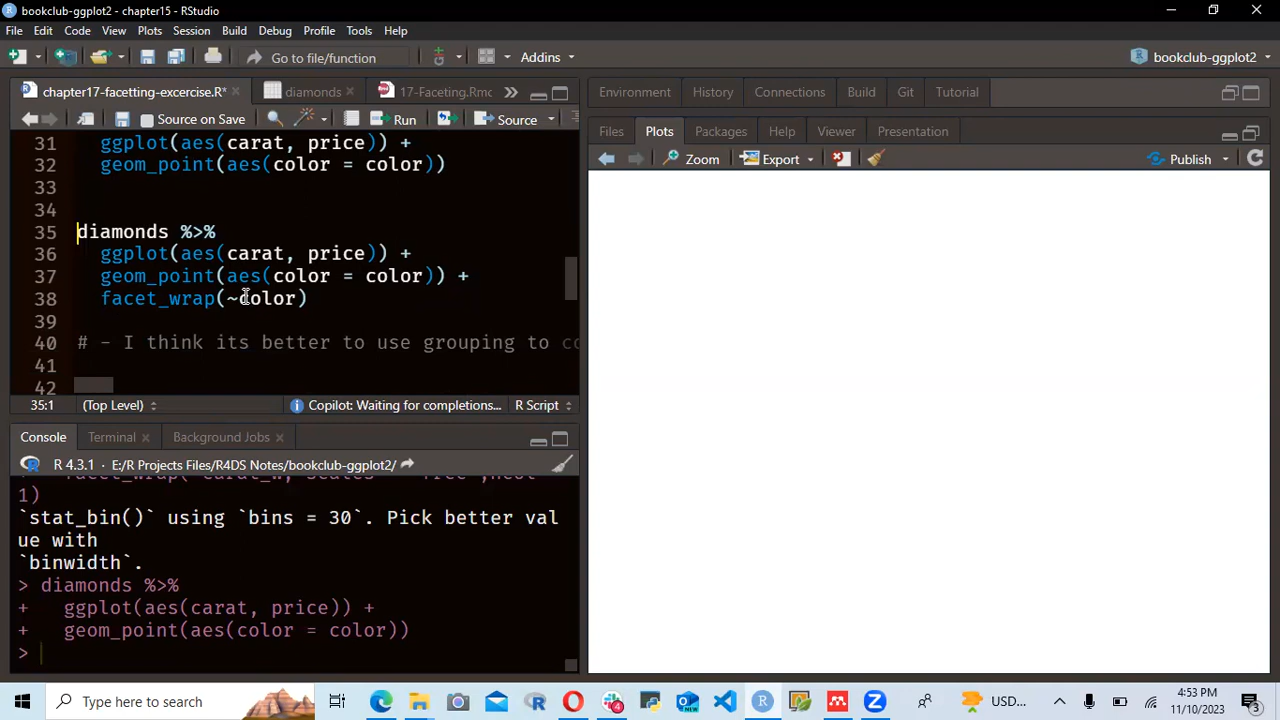 bookclub-ggplot2 - chapter15 - RStudio
File Edit Code View Plots Session Build Debug Profile Tools Help
Go to file/function Addins bookclub-ggplot2
chapter17-facetting-excercise.R* diamonds 17-Faceting.Rmc
Environment History Connections Build Git Tutorial
Source on Save Run Source
Files Plots Packages Help Viewer Presentation
Zoom Export Publish
31 ggplot(aes(carat, price)) +
32 geom_point(aes(color = color))
33
34
35 diamonds %>%
36 ggplot(aes(carat, price)) +
37 geom_point(aes(color = color)) +
38 facet_wrap(~color)
39
40 # - I think its better to use grouping to co
41
42
35:1 (Top Level) Copilot: Waiting for completions... R Script
Console Terminal Background Jobs
R 4.3.1 · E:/R Projects Files/R4DS Notes/bookclub-ggplot2/
1)
`stat_bin()` using `bins = 30`. Pick better val
ue with
`binwidth`.
> diamonds %>%
+ ggplot(aes(carat, price)) +
+ geom_point(aes(color = color))
>
Type here to search
USD...
4:53 PM
11/10/2023
4
3